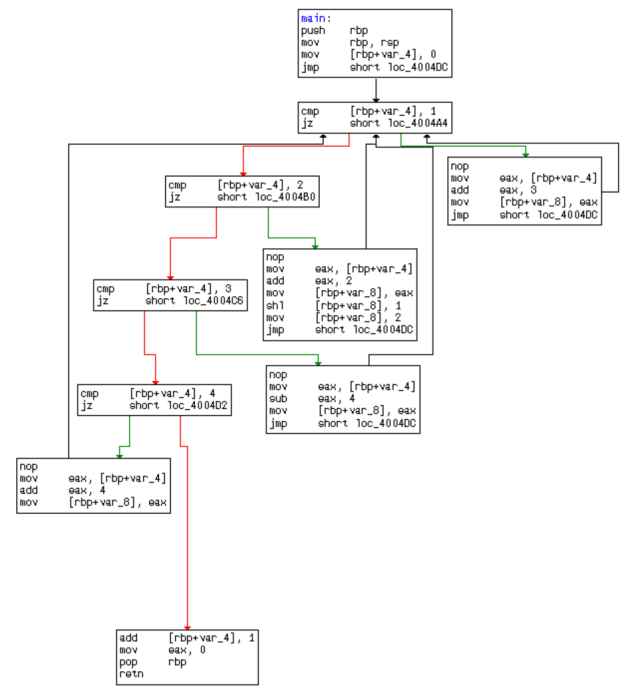 main:
push rbp
mov rbp, rsp
mov [rbp+var_4], 0
jmp short loc_4004DC
cmp [rbp+var_4], 1
jz short loc_4004A4
nop
mov eax, [rbp+var_4]
add eax, 3
mov [rbp+var_8], eax
jmp short loc_4004DC
cmp [rbp+var_4], 2
jz short loc_4004B0
nop
mov eax, [rbp+var_4]
add eax, 2
mov [rbp+var_8], eax
shl [rbp+var_8], 1
mov [rbp+var_8], 2
jmp short loc_4004DC
cmp [rbp+var_4], 3
jz short loc_4004C6
nop
mov eax, [rbp+var_4]
sub eax, 4
mov [rbp+var_8], eax
jmp short loc_4004DC
cmp [rbp+var_4], 4
jz short loc_4004D2
nop
mov eax, [rbp+var_4]
add eax, 4
mov [rbp+var_8], eax
add [rbp+var_4], 1
mov eax, 0
pop rbp
retn